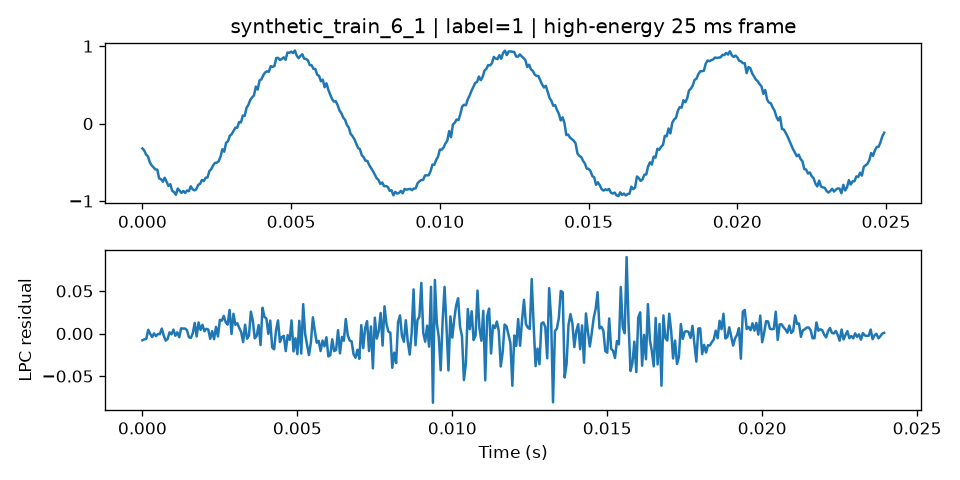 synthetic_train_6_1 | label=1 | high-energy 25 ms frame
1
0
−1
0.000 0.005 0.010 0.015 0.020 0.025
LPC residual
0.05
0.00
−0.05
0.000 0.005 0.010 0.015 0.020 0.025
Time (s)